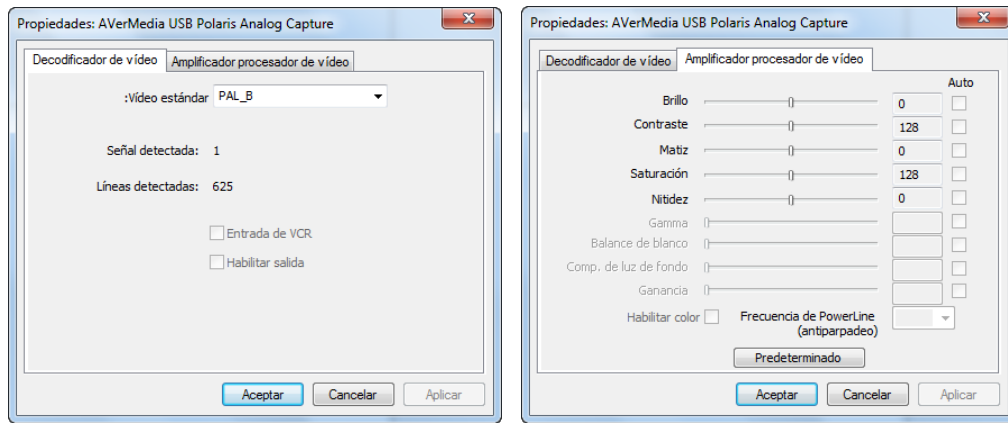 Propiedades: AVerMedia USB Polaris Analog Capture
Decodificador de vídeo
Amplificador procesador de vídeo
:Vídeo estándar PAL_B
Señal detectada: 1
Líneas detectadas: 625
Entrada de VCR
Habilitar salida
Aceptar
Cancelar
Aplicar
Propiedades: AVerMedia USB Polaris Analog Capture
Decodificador de vídeo
Amplificador procesador de vídeo
Auto
Brillo 0
Contraste 128
Matiz 0
Saturación 128
Nitidez 0
Gamma
Balance de blanco
Comp. de luz de fondo
Ganancia
Habilitar color
Frecuencia de PowerLine
(antiparpadeo)
Predeterminado
Aceptar
Cancelar
Aplicar